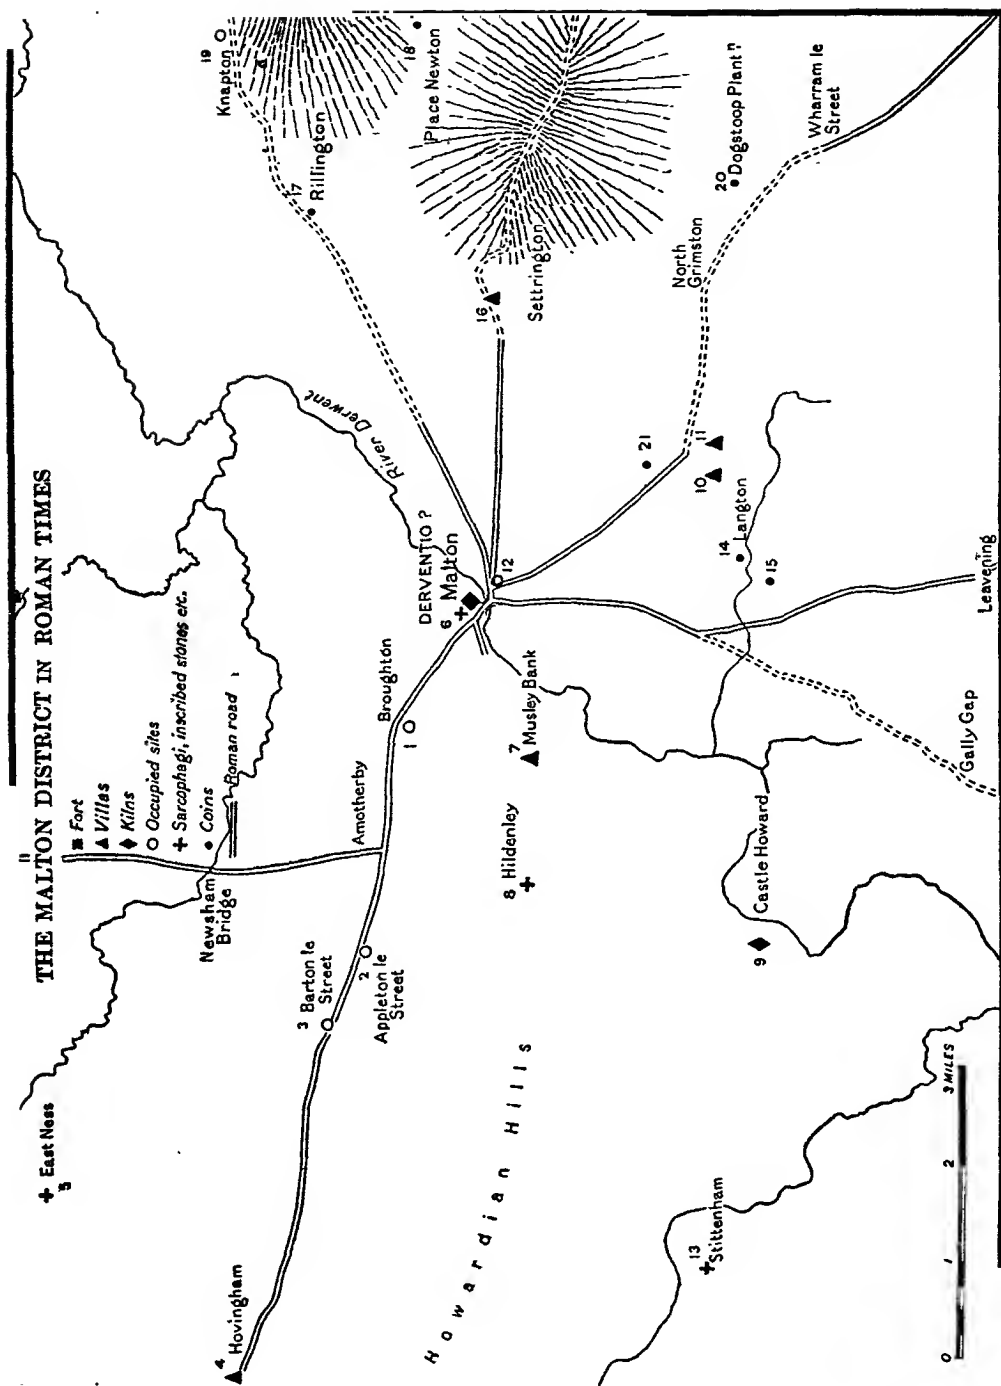 THE MALTON DISTRICT IN ROMAN TIMES
Fort
Villas
Kilns
Occupied sites
Sarcophagi, inscribed stones etc.
Coins
Roman road
5 East Ness
Newsham
Bridge
4 Hovingham
3 Barton le
Street
2
Appleton le
Street
Amotherby
1
Broughton
DERVENTIO ?
6 Malton
River Derwent
12
17
Rillington
19
Knapton
18
Place Newton
16
Settrington
20
Dogstoop Plantn
North
Grimston
Wharram le
Street
21
10
11
14
Langton
15
Leavening
Gally Gap
7
Musley Bank
8 Hildenley
Castle Howard
9
Howardian Hills
13
Stittenham
0 1 2 3 MILES